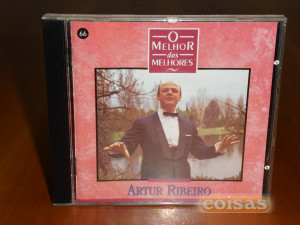 66
O
MELHOR
dos
MELHORES
ARTUR RIBEIRO
coisas